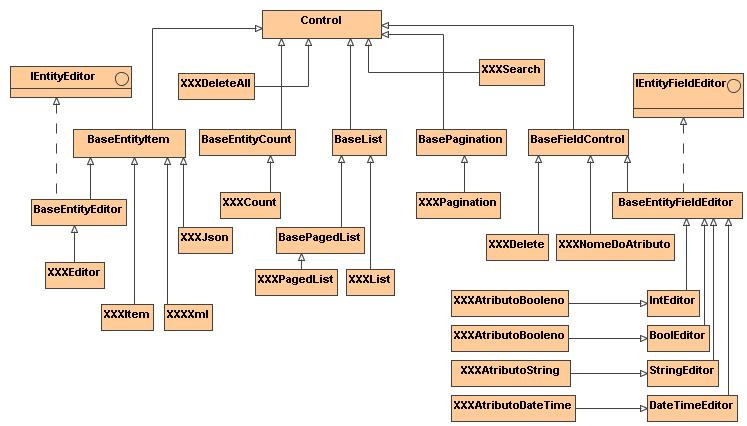 Control
IEntityEditor
XXXDeleteAll
XXXSearch
IEntityFieldEditor
BaseEntityItem
BaseEntityCount
BaseList
BasePagination
BaseFieldControl
BaseEntityEditor
XXXCount
XXXPagination
BaseEntityFieldEditor
XXXJson
BasePagedList
XXXDelete
XXXNomeDoAtributo
XXXEditor
XXXPagedList
XXXList
XXXItem
XXXXml
XXXAtributoBooleno
IntEditor
XXXAtributoBooleno
BoolEditor
XXXAtributoString
StringEditor
XXXAtributoDateTime
DateTimeEditor